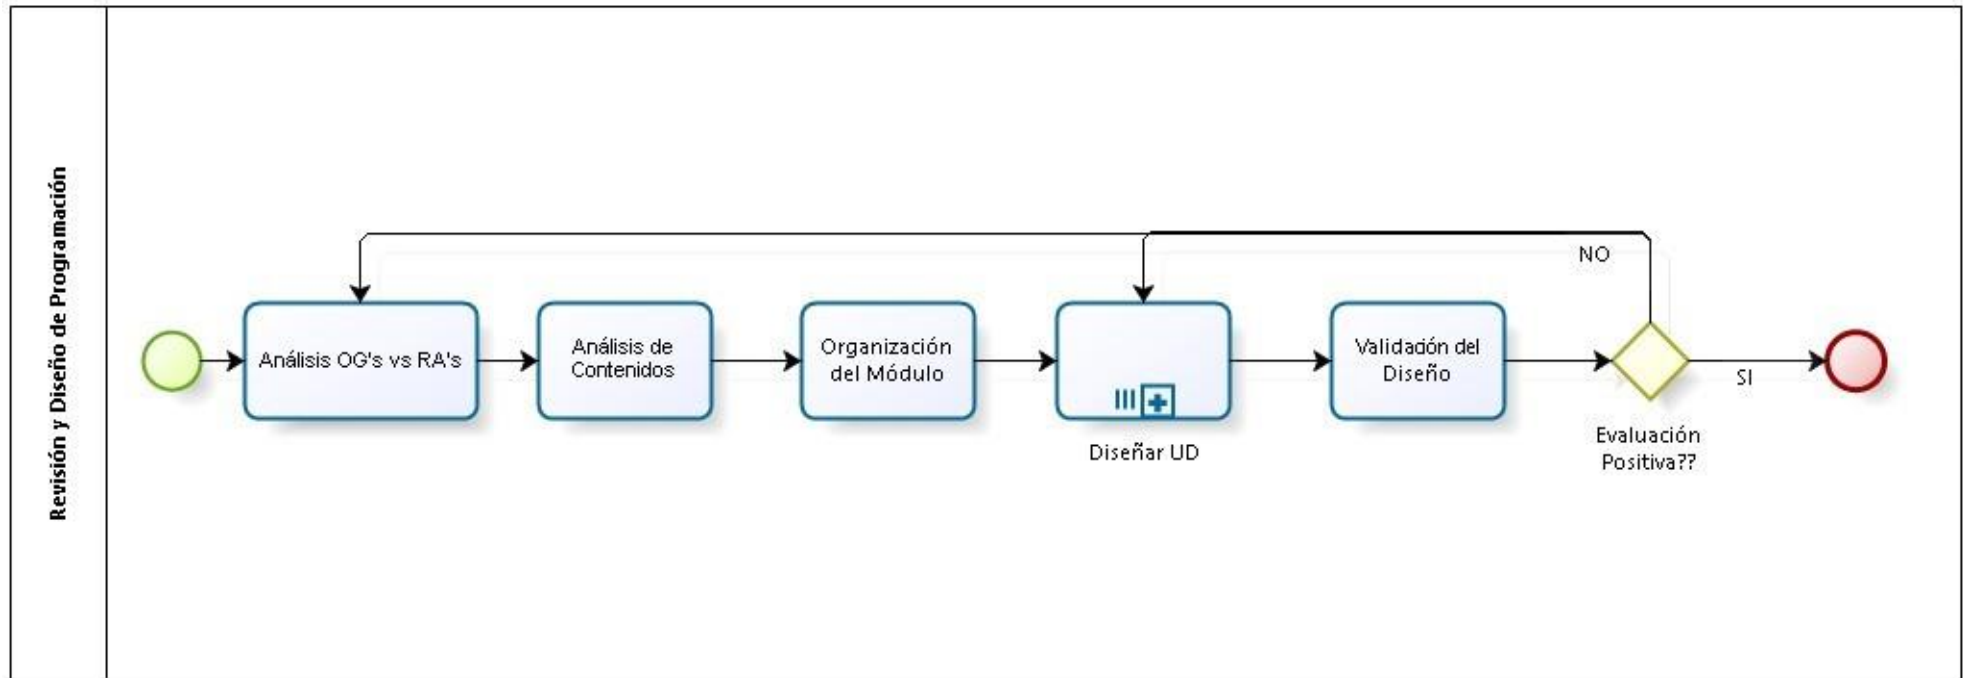 Revisión y Diseño de Programación
NO
Análisis OG's vs RA's
Análisis de
Contenidos
Organización
del Módulo
Diseñar UD
Validación del
Diseño
Evaluación
Positiva??
SI